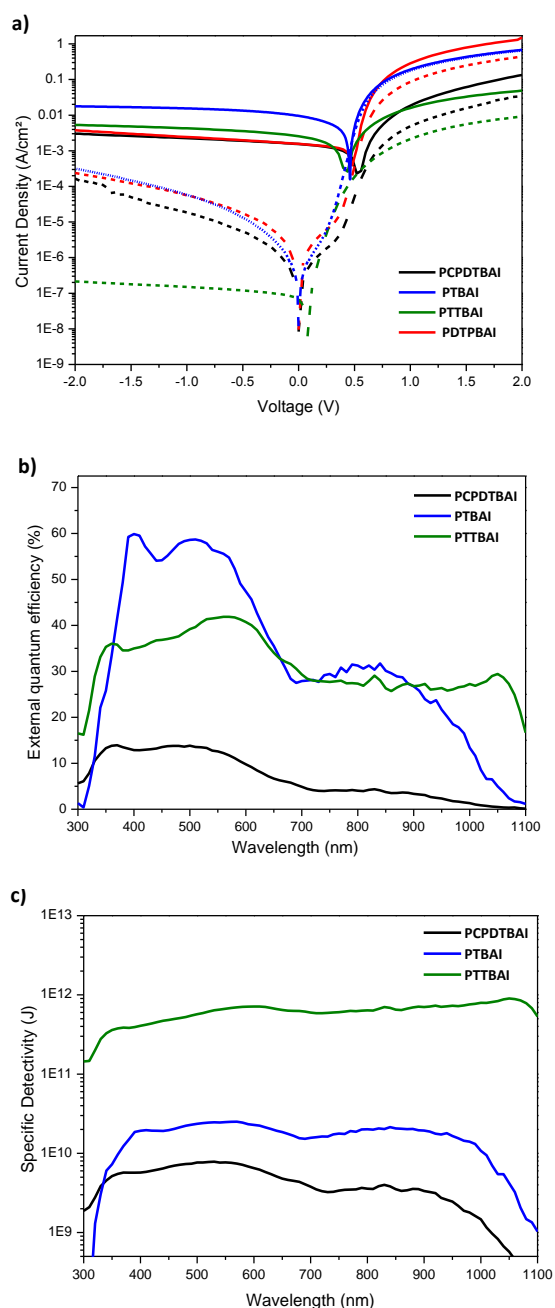 a)
Current Density (A/cm²)
1
0.1
0.01
1E-3
1E-4
1E-5
1E-6
1E-7
1E-8
1E-9
PCPDTBAI
PTBAI
PTTBAI
PDTPBAI
-2.0 -1.5 -1.0 -0.5 0.0 0.5 1.0 1.5 2.0
Voltage (V)
b)
External quantum efficiency (%)
70
60
50
40
30
20
10
0
PCPDTBAI
PTBAI
PTTBAI
300 400 500 600 700 800 900 1000 1100
Wavelength (nm)
c)
Specific Detectivity (J)
1E13
1E12
1E11
1E10
1E9
PCPDTBAI
PTBAI
PTTBAI
300 400 500 600 700 800 900 1000 1100
Wavelength (nm)